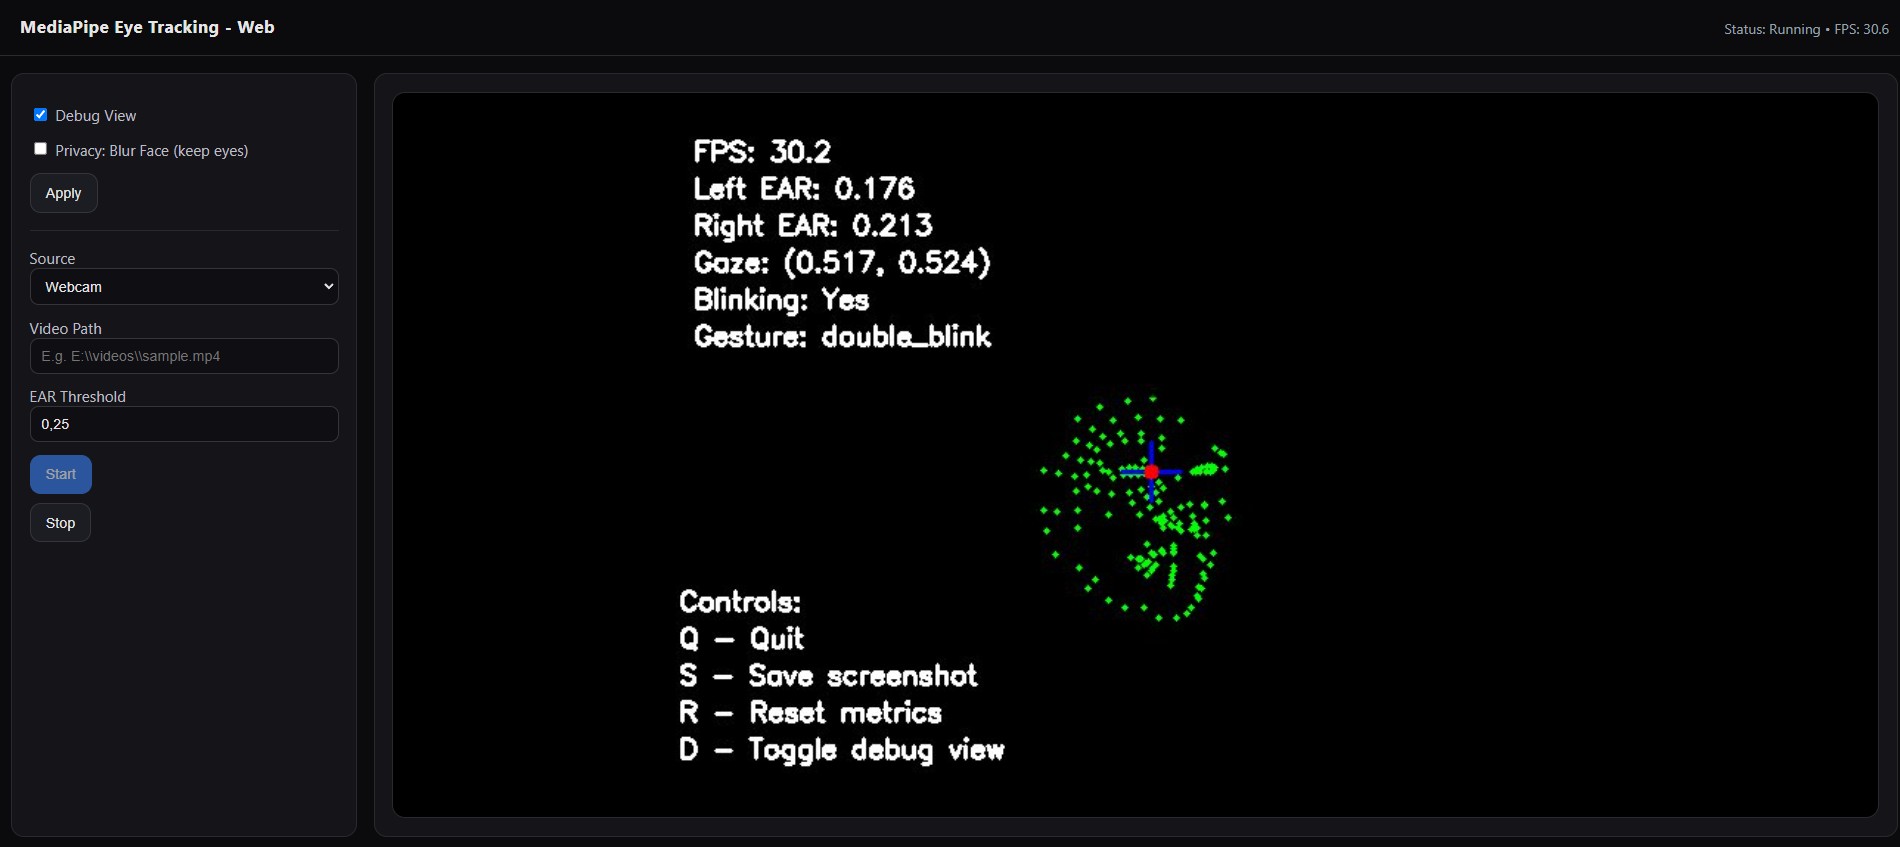 MediaPipe Eye Tracking - Web
Status: Running • FPS: 30.6
Debug View
Privacy: Blur Face (keep eyes)
Apply
Source
Webcam
Video Path
E.g. E:\\videos\\sample.mp4
EAR Threshold
0,25
Start
Stop
FPS: 30.2
Left EAR: 0.176
Right EAR: 0.213
Gaze: (0.517, 0.524)
Blinking: Yes
Gesture: double_blink
Controls:
Q - Quit
S - Save screenshot
R - Reset metrics
D - Toggle debug view